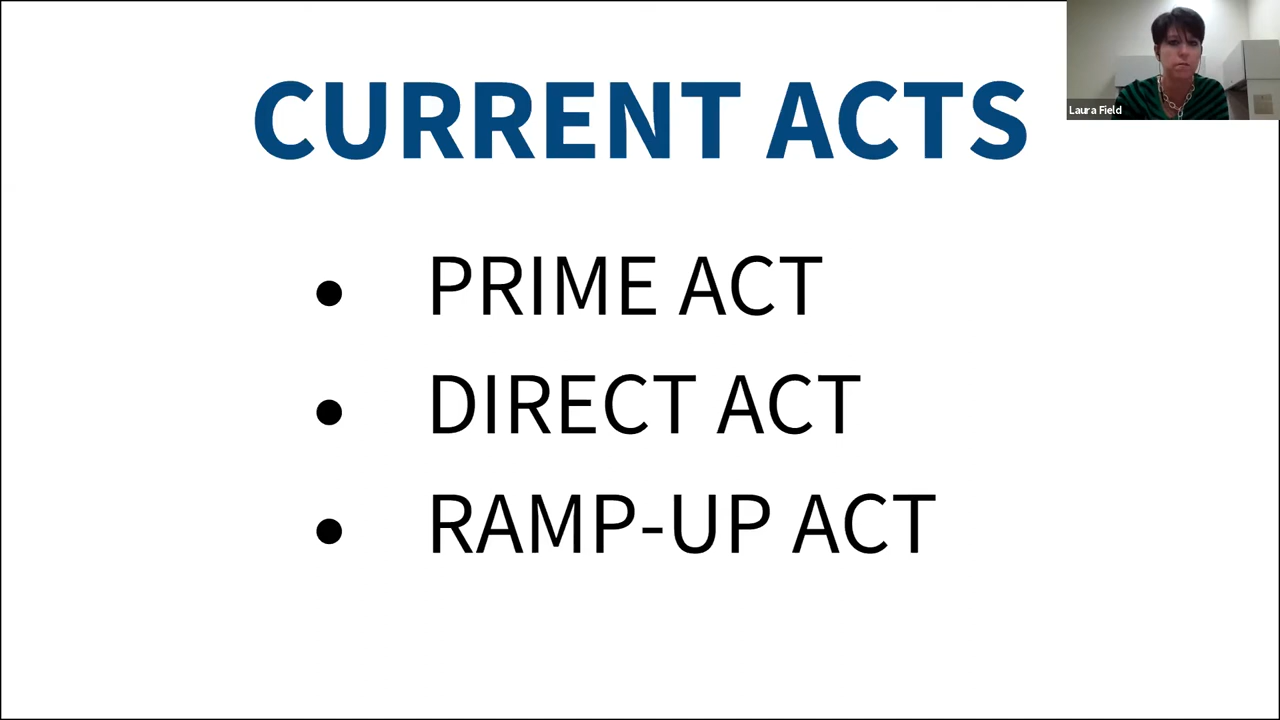 CURRENT ACTS
Laura Field
• PRIME ACT
• DIRECT ACT
• RAMP-UP ACT